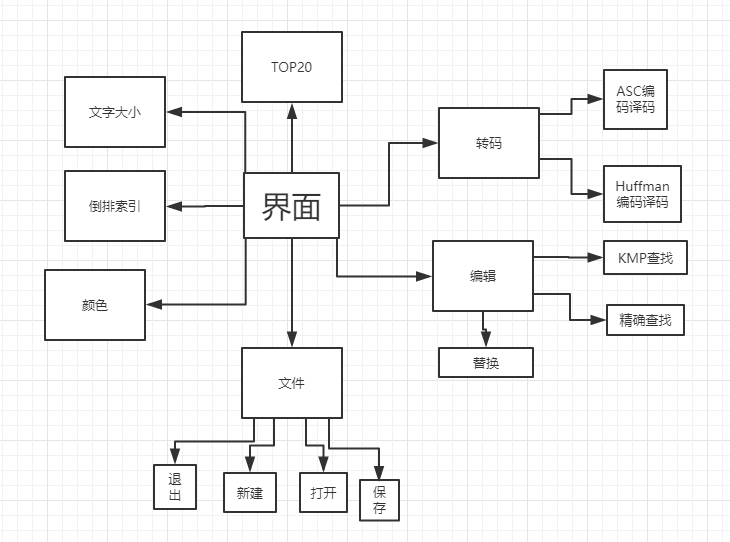 TOP20
文字大小
ASC编
码译码
转码
倒排索引
界面
Huffman
编码译码
KMP查找
编辑
颜色
精确查找
替换
文件
退
出
新建
打开
保
存